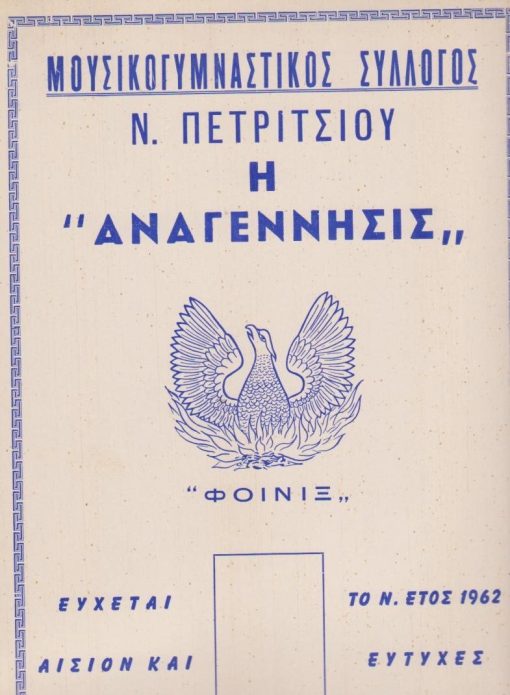 ΜΟΥΣΙΚΟΓΥΜΝΑΣΤΙΚΟΣ ΣΥΛΛΟΓΟΣ
Ν. ΠΕΤΡΙΤΣΙΟΥ
Η
"ΑΝΑΓΕΝΝΗΣΙΣ„
"ΦΟΙΝΙΞ„
ΕΥΧΕΤΑΙ ΤΟ Ν. ΕΤΟΣ 1962
ΑΙΣΙΟΝ ΚΑΙ ΕΥΤΥΧΕΣ